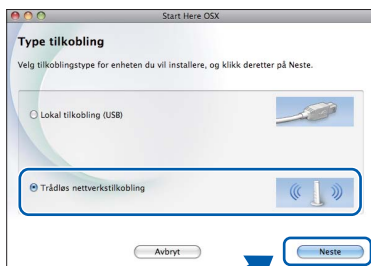 Start Here OSX
Type tilkobling
Velg tilkoblingstype for enheten du vil installere, og klikk deretter på Neste.
Lokal tilkobling (USB)
Trådløs nettverkstilkobling
Avbryt
Neste